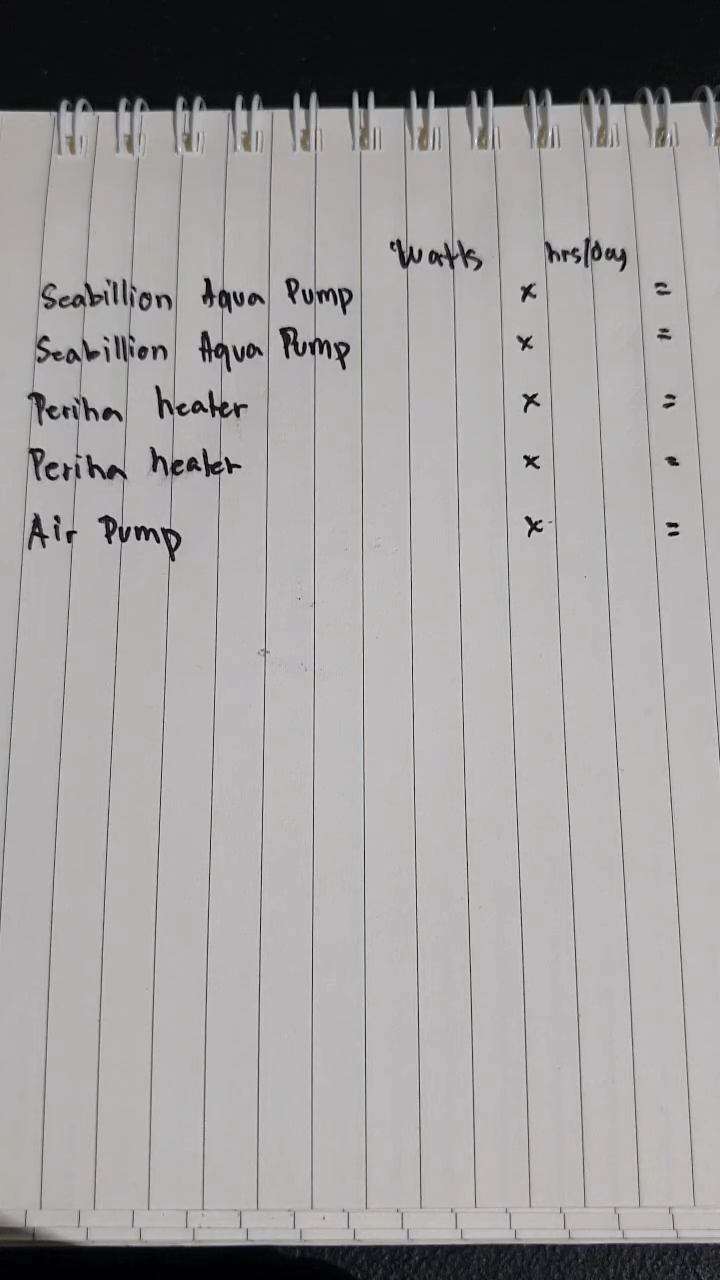 Watts hrs/day
Seabillion Aqua Pump x =
Seabillion Aqua Pump x =
Periha heater x =
Periha heater x =
Air Pump x =